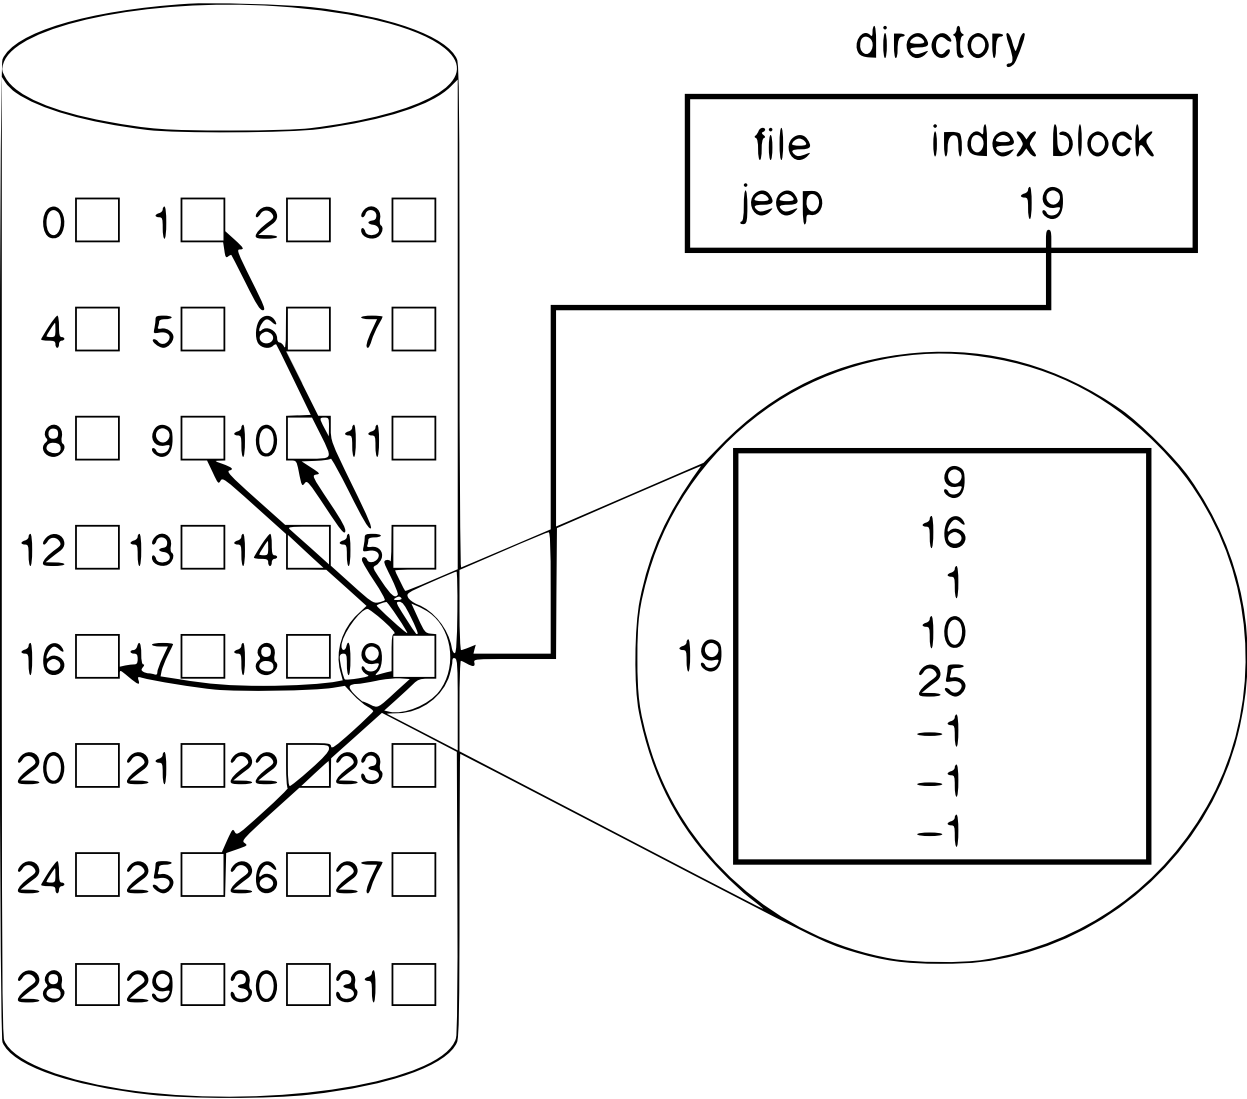 directory
file index block
jeep 19
0 1 2 3
4 5 6 7
8 9 10 11
12 13 14 15
16 17 18 19
20 21 22 23
24 25 26 27
28 29 30 31
9
16
1
10
19
25
-1
-1
-1